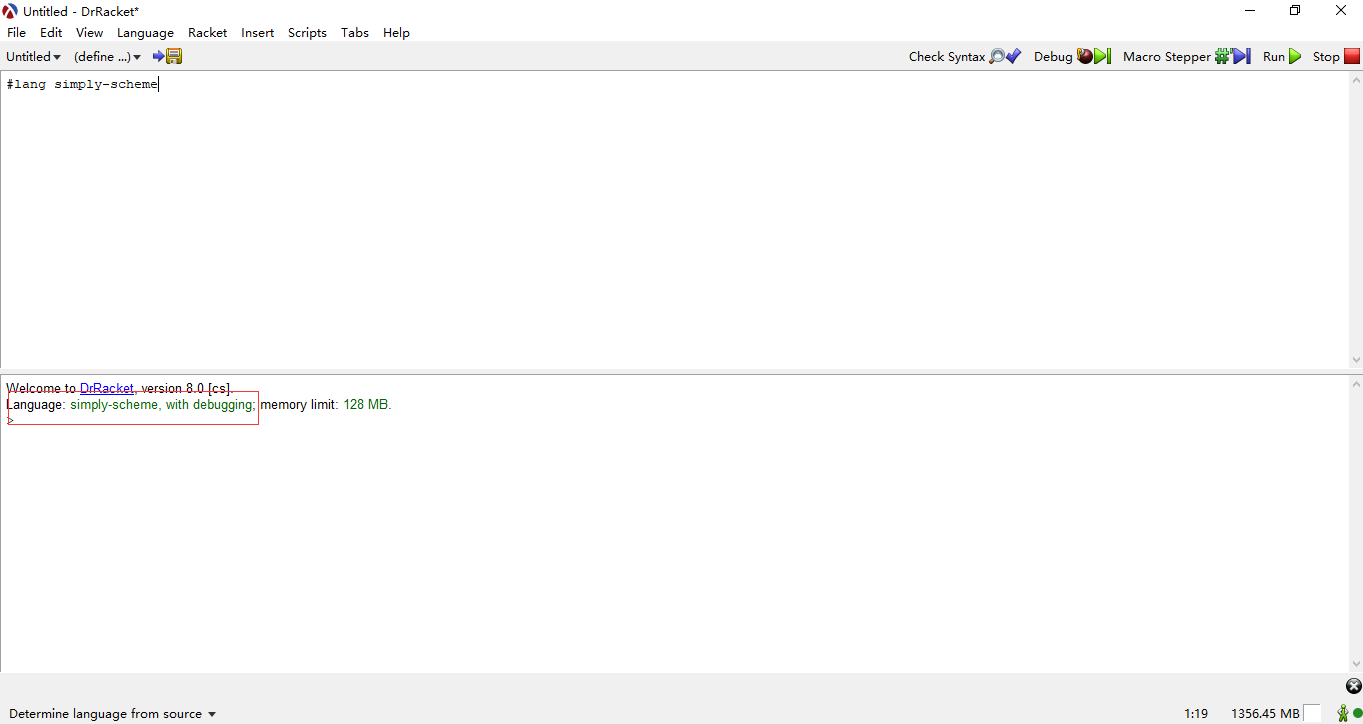 Untitled - DrRacket*
File Edit View Language Racket Insert Scripts Tabs Help
Untitled (define ...) Check Syntax Debug Macro Stepper Run Stop
#lang simply-scheme
Welcome to DrRacket, version 8.0 [cs].
Language: simply-scheme, with debugging; memory limit: 128 MB.
>
Determine language from source 1:19 1356.45 MB